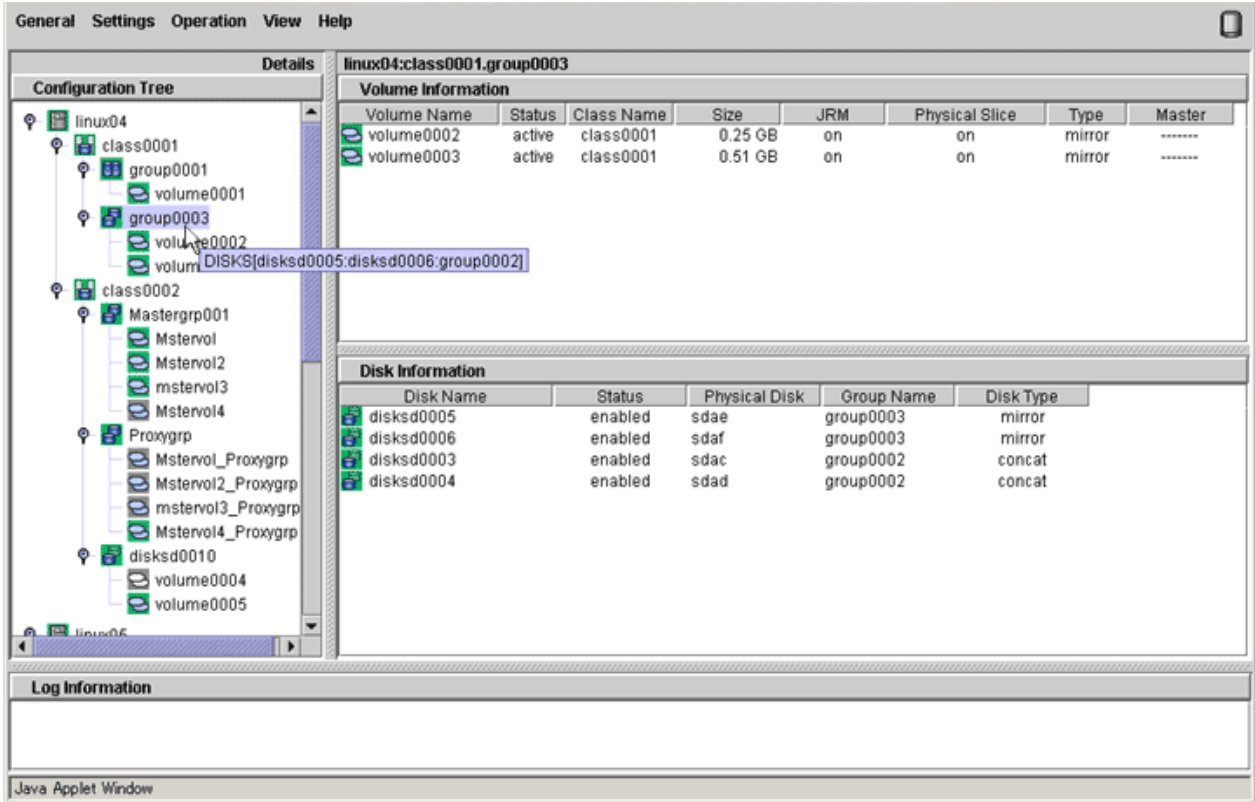 General Settings Operation View Help
Details
Configuration Tree
linux04
class0001
group0001
volume0001
group0003
volume0002
volum
DISKS[disksd0005:disksd0006:group0002]
class0002
Mastergrp001
Mstervol
Mstervol2
mstervol3
Mstervol4
Proxygrp
Mstervol_Proxygrp
Mstervol2_Proxygrp
mstervol3_Proxygrp
Mstervol4_Proxygrp
disksd0010
volume0004
volume0005
linux04:class0001.group0003
Volume Information
Volume Name Status Class Name Size JRM Physical Slice Type Master
volume0002 active class0001 0.25 GB on on mirror -------
volume0003 active class0001 0.51 GB on on mirror -------
Disk Information
Disk Name Status Physical Disk Group Name Disk Type
disksd0005 enabled sdae group0003 mirror
disksd0006 enabled sdaf group0003 mirror
disksd0003 enabled sdac group0002 concat
disksd0004 enabled sdad group0002 concat
Log Information
Java Applet Window